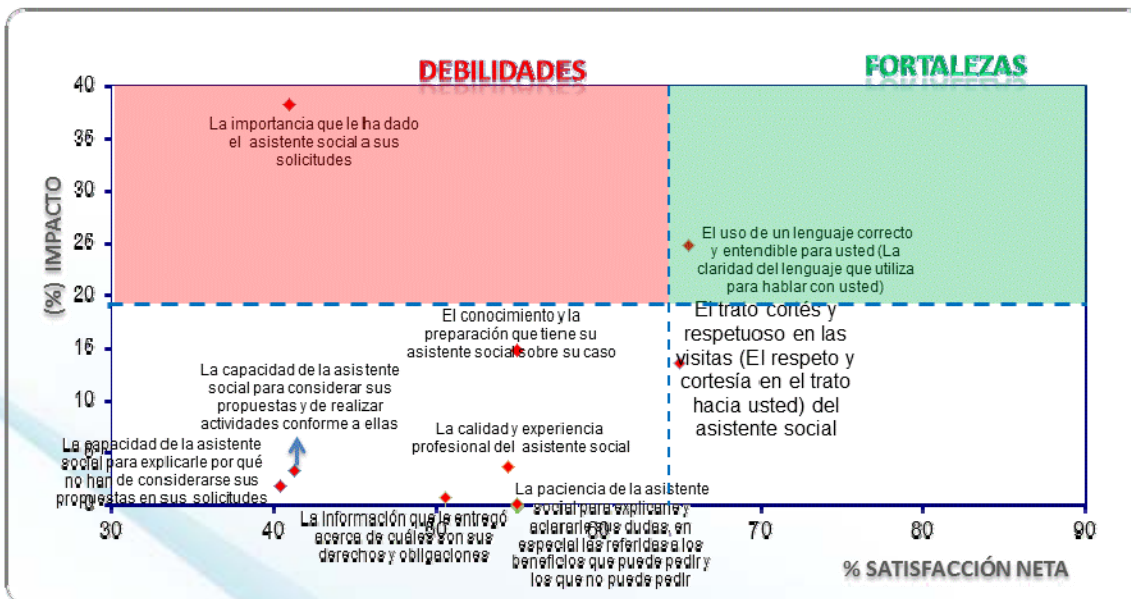 DEBILIDADES
FORTALEZAS
(%) IMPACTO
40
35
30
25
20
15
10
5
0
La importancia que le ha dado
el asistente social a sus
solicitudes
El uso de un lenguaje correcto
y entendible para usted (La
claridad del lenguaje que utiliza
para hablar con usted)
El conocimiento y la
preparación que tiene su
asistente social sobre su caso
El trato cortés y
respetuoso en las
visitas (El respeto y
cortesía en el trato
hacia usted) del
asistente social
La capacidad de la asistente
social para considerar sus
propuestas y de realizar
actividades conforme a ellas
La calidad y experiencia
profesional del asistente social
La capacidad de la asistente
social para explicarle por qué
no han de considerarse sus
propuestas en sus solicitudes
La información que le entregó
acerca de cuáles son sus
derechos y obligaciones
La paciencia de la asistente
social para explicarle y
aclararle sus dudas, en
especial las referidas a los
beneficios que puede pedir y
los que no puede pedir
30
40
50
60
70
80
90
% SATISFACCIÓN NETA